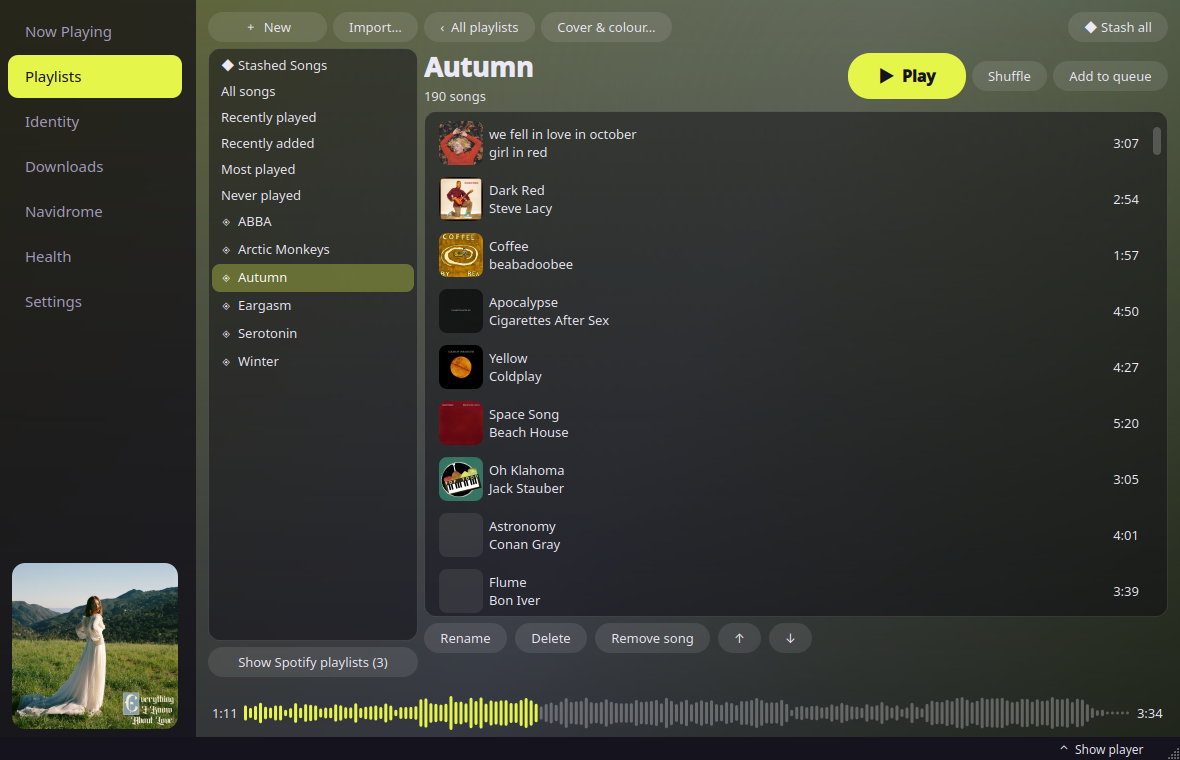 Now Playing
Playlists
Identity
Downloads
Navidrome
Health
Settings
+ New
Import...
‹ All playlists
Cover & colour...
◆ Stash all
◆ Stashed Songs
All songs
Recently played
Recently added
Most played
Never played
ABBA
Arctic Monkeys
Autumn
Eargasm
Serotonin
Winter
Show Spotify playlists (3)
Autumn
190 songs
▶ Play
Shuffle
Add to queue
we fell in love in october
girl in red
3:07
Dark Red
Steve Lacy
2:54
COFFEE
BY BEA
Coffee
beabadoobee
1:57
Apocalypse
Cigarettes After Sex
4:50
Yellow
Coldplay
4:27
Space Song
Beach House
5:20
Oh Klahoma
Jack Stauber
3:05
Astronomy
Conan Gray
4:01
Flume
Bon Iver
3:39
Rename
Delete
Remove song
↑
↓
Everything
I Know
About Love
1:11
3:34
^ Show player